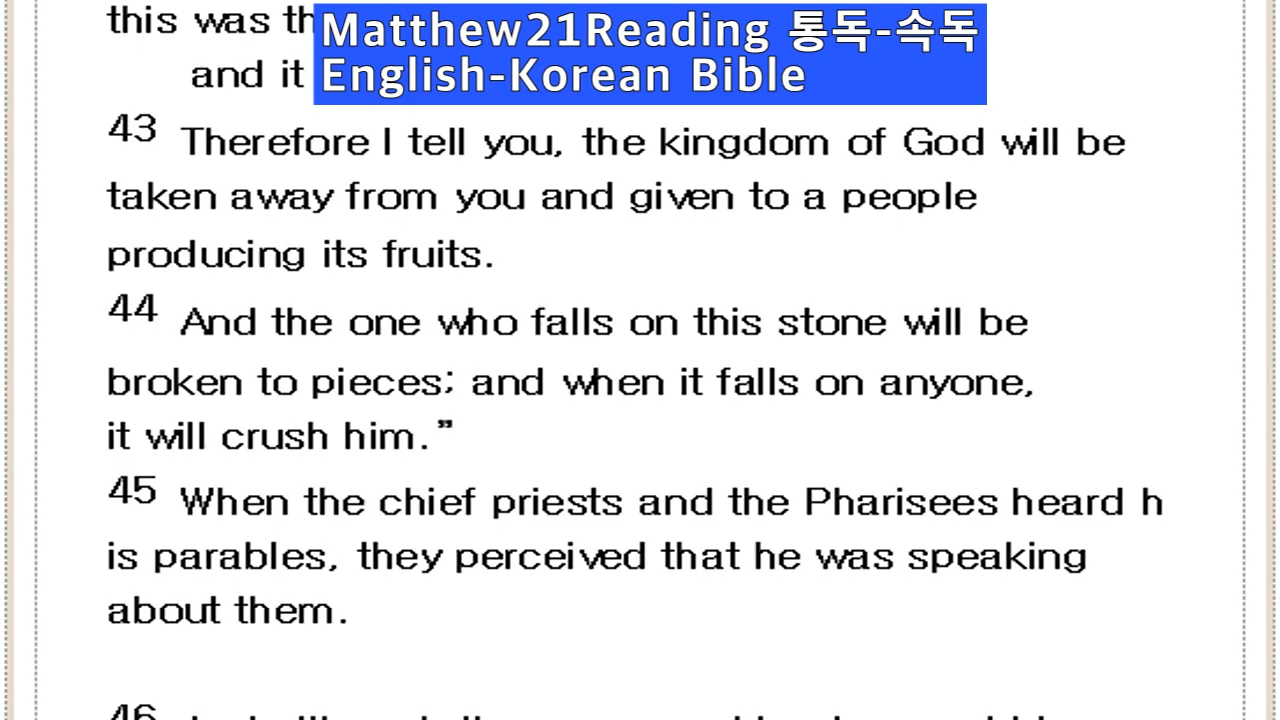 this was th
Matthew21Reading 통독-속독
and it
English-Korean Bible
43 Therefore I tell you, the kingdom of God will be
taken away from you and given to a people
producing its fruits.
44 And the one who falls on this stone will be
broken to pieces; and when it falls on anyone,
it will crush him.”
45 When the chief priests and the Pharisees heard h
is parables, they perceived that he was speaking
about them.
46